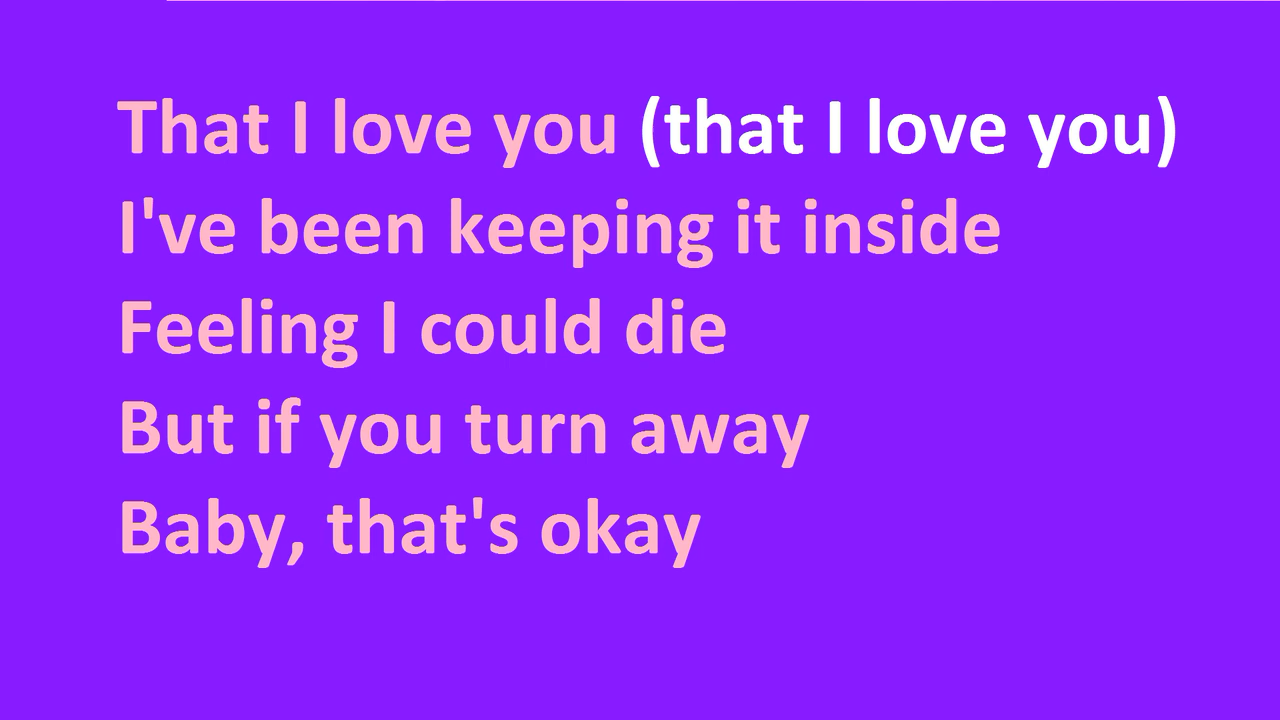 That I love you (that I love you)
I've been keeping it inside
Feeling I could die
But if you turn away
Baby, that's okay